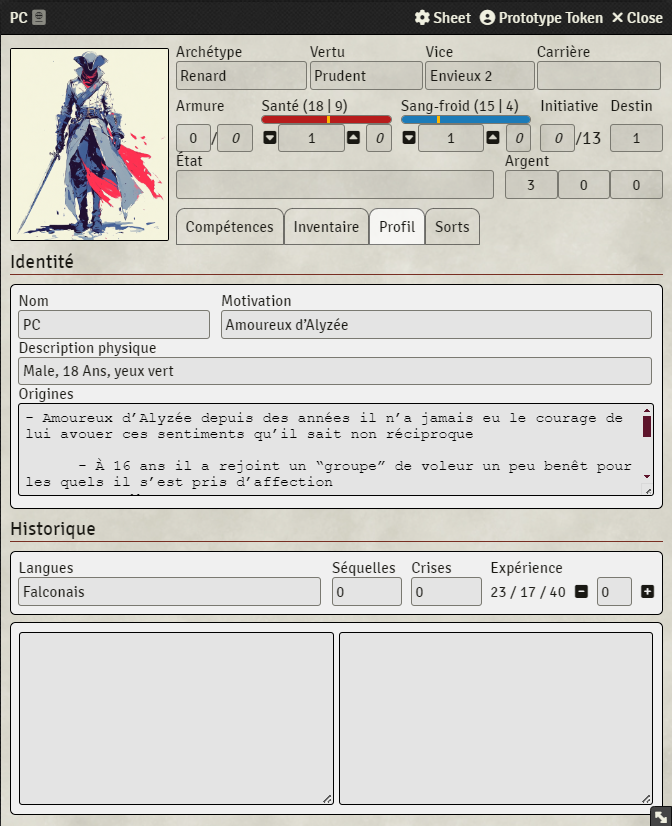 PC Sheet Prototype Token Close
Archétype Vertu Vice Carrière
Renard Prudent Envieux 2
Armure Santé (18 | 9) Sang-froid (15 | 4) Initiative Destin
0 / 0 1 0 1 0 0 /13 1
État Argent
3 0 0
Compétences Inventaire Profil Sorts
Identité
Nom Motivation
PC Amoureux d’Alyzée
Description physique
Male, 18 Ans, yeux vert
Origines
- Amoureux d’Alyzée depuis des années il n’a jamais eu le courage de
lui avouer ces sentiments qu’il sait non réciproque
- À 16 ans il a rejoint un “groupe” de voleur un peu benêt pour
les quels il s’est pris d’affection
Historique
Langues Séquelles Crises Expérience
Falconais 0 0 23 / 17 / 40 0